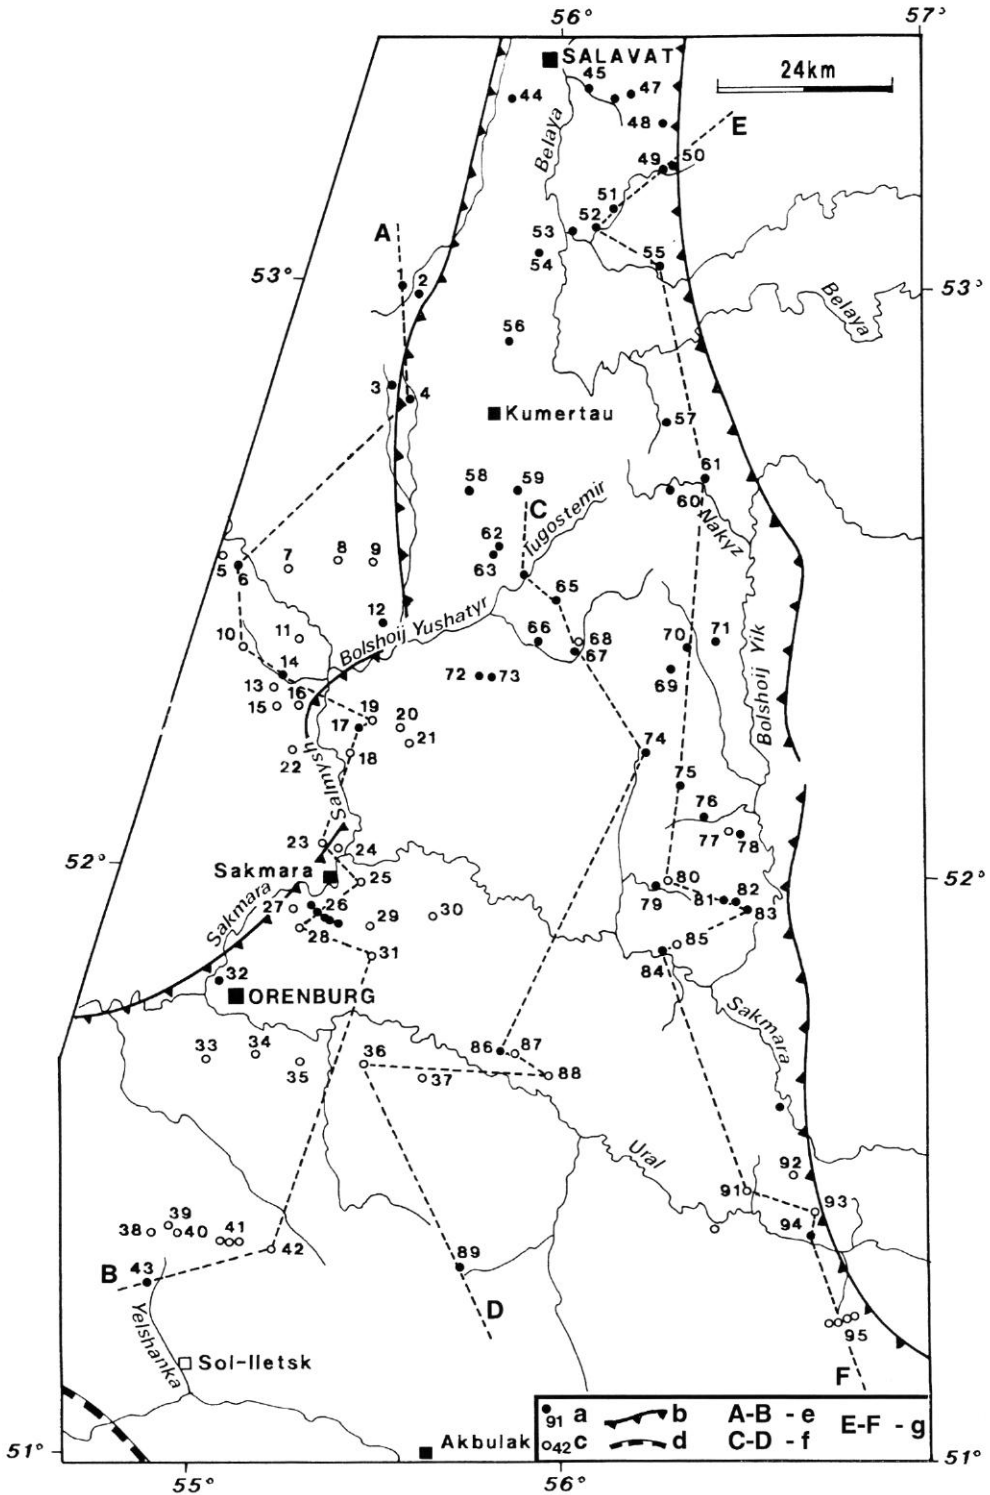 56° 57°
SALAVAT
24km
45 47
44
48
Belaya
E
49 50
51
52
53
54
55
A
53° 2 53°
Belaya
56
3 4
Kumertau
57
58 59 61
C
60
Tugostemir
Nakyz
62
63
5 6 7 8 9
65
12
10 11
Bolshoij Yushatyr
66 68
67
70 71
14
13
15 16
72 73
69
Bolshoij Yik
19
17 20
21
22 18
Salmysh
74
75
76
77 78
23 24
52° Sakmara 25 52°
80
79 81 82
83
Sakmara
27 26
28 29 30
31
85
84
32
ORENBURG
Sakmara
33 34 35
36 37
86 87
88
Ural
92
91 93
94
39
38 40 41
42
43
B
89
D
Yelshanka
95
Sol-Iletsk
F
91 a b A-B - e E-F - g
42 c d C-D - f
Akbulak
51° 51°
55° 56°